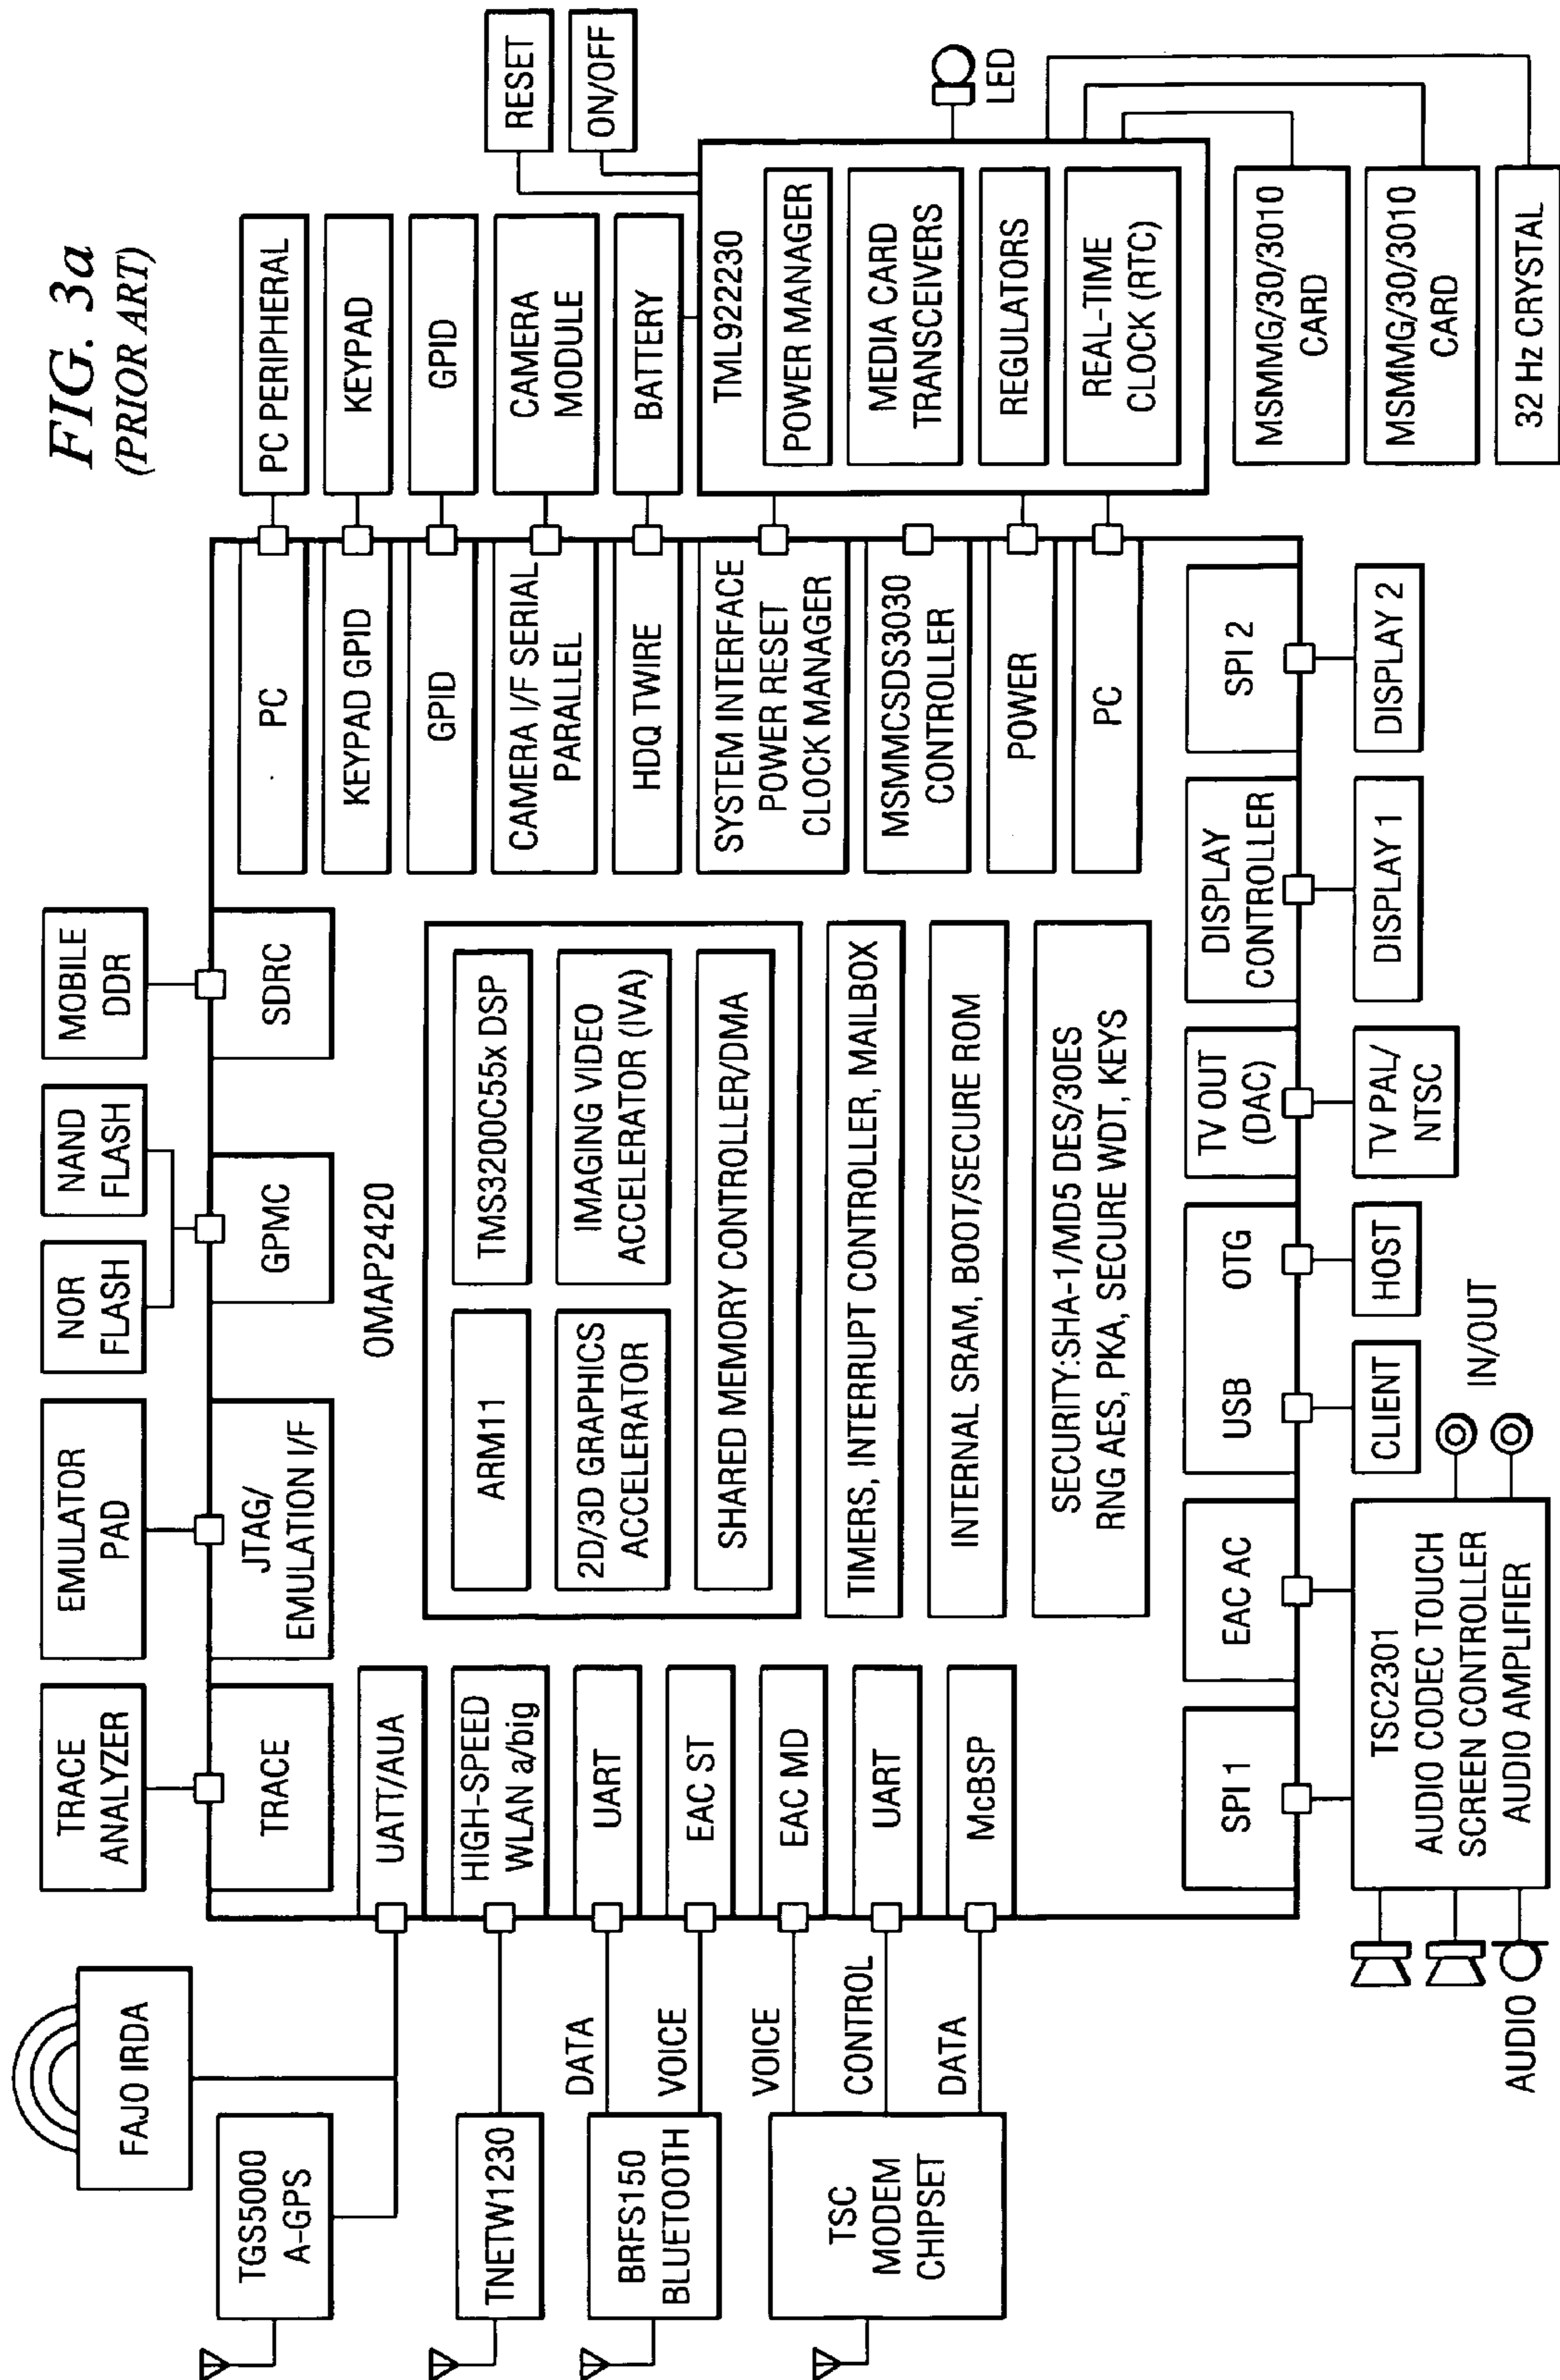 FIG. 3a
(PRIOR ART)
TRACE
ANALYZER
EMULATOR
PAD
NOR
FLASH
NAND
FLASH
MOBILE
DDR
TRACE
JTAG/
EMULATION I/F
GPMC
SDRC
FAJO IRDA
TGS5000
A-GPS
TNETW1230
BRFS150
BLUETOOTH
TSC
MODEM
CHIPSET
DATA
VOICE
VOICE
CONTROL
DATA
UATT/AUA
HIGH-SPEED
WLAN a/big
UART
EAC ST
EAC MD
UART
McBSP
OMAP2420
ARM11
TMS3200C55x DSP
2D/3D GRAPHICS
ACCELERATOR
IMAGING VIDEO
ACCELERATOR (IVA)
SHARED MEMORY CONTROLLER/DMA
TIMERS, INTERRUPT CONTROLLER, MAILBOX
INTERNAL SRAM, BOOT/SECURE ROM
SECURITY:SHA-1/MD5 DES/30ES
RNG AES, PKA, SECURE WDT, KEYS
PC
KEYPAD GPID
GPID
CAMERA I/F SERIAL
PARALLEL
HDQ TWIRE
SYSTEM INTERFACE
POWER RESET
CLOCK MANAGER
MSMMCSDS3030
CONTROLLER
POWER
PC
PC PERIPHERAL
KEYPAD
GPID
CAMERA
MODULE
BATTERY
RESET
ON/OFF
TML922230
POWER MANAGER
MEDIA CARD
TRANSCEIVERS
REGULATORS
REAL-TIME
CLOCK (RTC)
LED
MSMMG/30/3010
CARD
MSMMG/30/3010
CARD
32 Hz CRYSTAL
SPI 1
EAC AC
USB
OTG
TV OUT
(DAC)
DISPLAY
CONTROLLER
SPI 2
TSC2301
AUDIO CODEC TOUCH
SCREEN CONTROLLER
AUDIO AMPLIFIER
AUDIO
IN/OUT
CLIENT
HOST
TV PAL/
NTSC
DISPLAY 1
DISPLAY 2